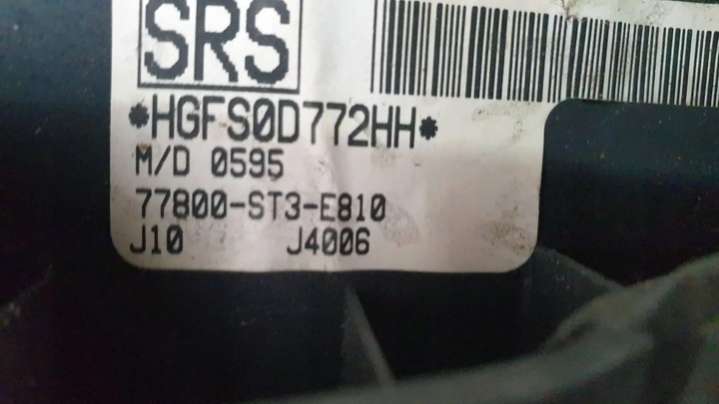 SRS
*HGFS0D772HH*
M/D 0595
77800-ST3-E810
J10 J4006